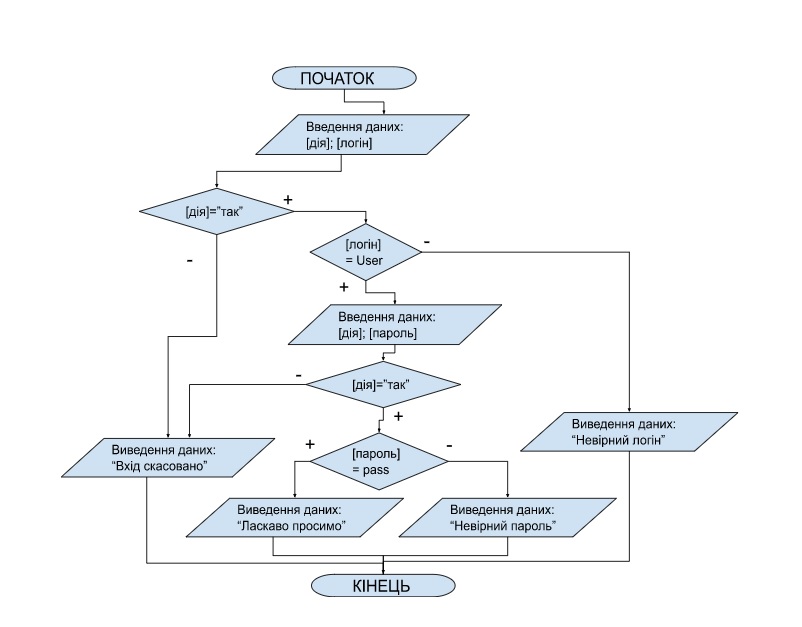 ПОЧАТОК
Введення даних:
[дія]; [логін]
[дія]="так"
+
[логін]
= User
-
-
+
Введення даних:
[дія]; [пароль]
[дія]="так"
-
+
Виведення даних:
"Невірний логін"
Виведення даних:
"Вхід скасовано"
+
[пароль]
= pass
-
Виведення даних:
"Ласкаво просимо"
Виведення даних:
"Невірний пароль"
КІНЕЦЬ